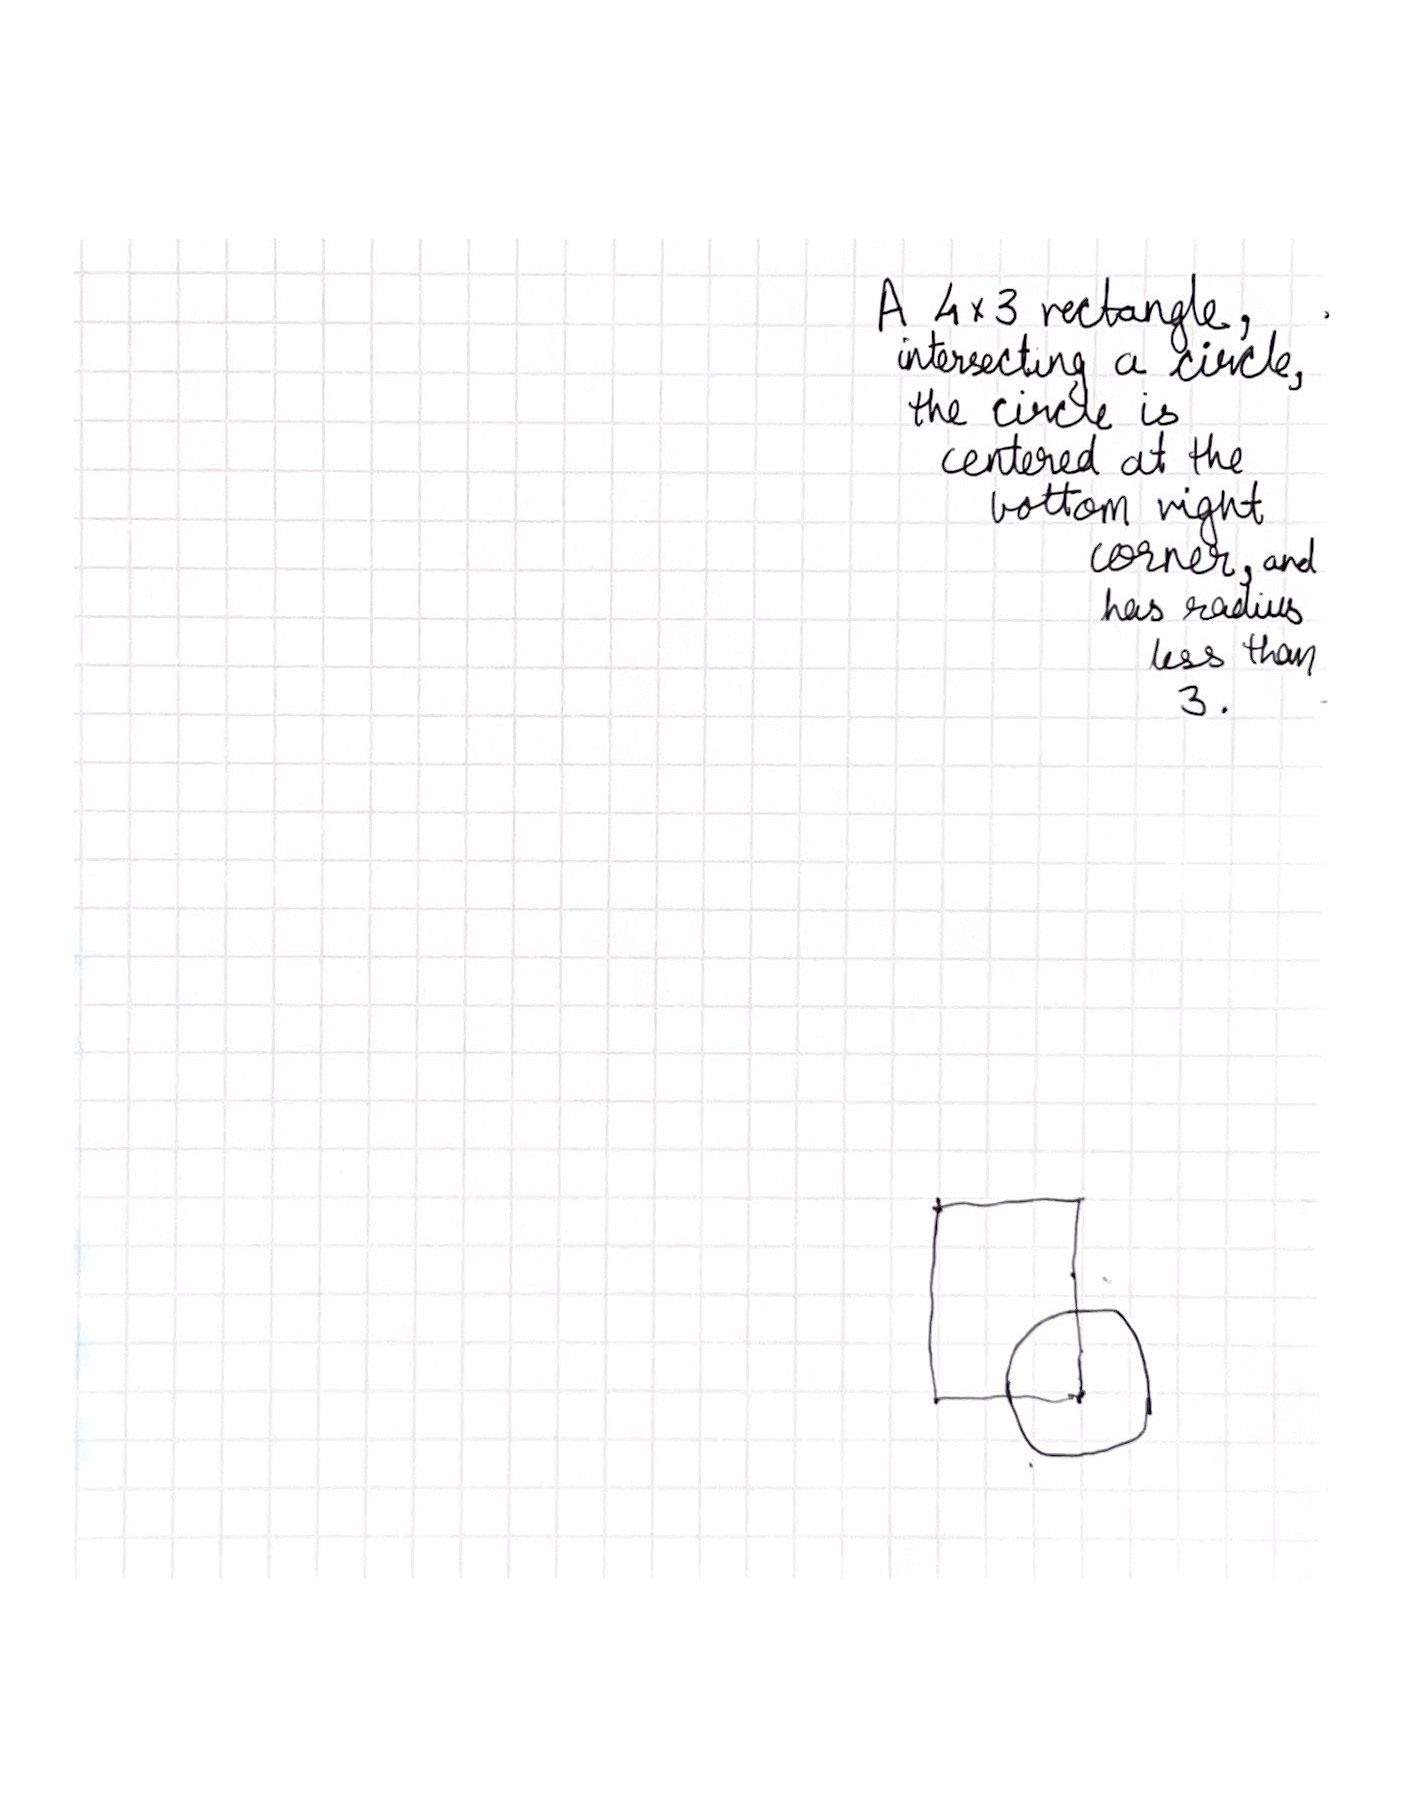 A 4x3 rectangle,
intersecting a circle,
the circle is
centered at the
bottom right
corner, and
has radius
less than
3.